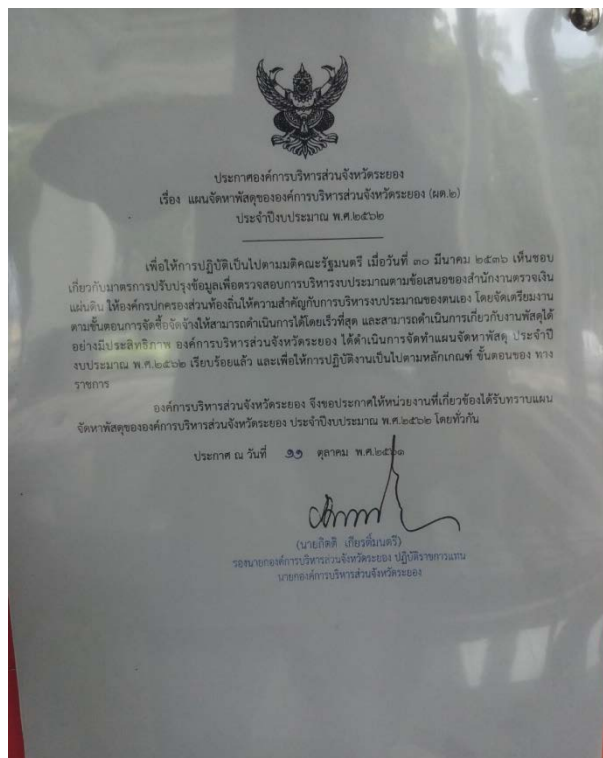 ประกาศองค์การบริหารส่วนจังหวัดระยอง
เรื่อง แผนจัดหาพัสดุขององค์การบริหารส่วนจังหวัดระยอง (ผด.๒)
ประจำปีงบประมาณ พ.ศ.๒๕๖๒
เพื่อให้การปฏิบัติเป็นไปตามมติคณะรัฐมนตรี เมื่อวันที่ ๓๐ มีนาคม ๒๕๓๖ เห็นชอบ
เกี่ยวกับมาตรการปรับปรุงข้อมูลเพื่อตรวจสอบการบริหารงบประมาณตามข้อเสนอของสำนักงานตรวจเงิน
แผ่นดิน ให้องค์กรปกครองส่วนท้องถิ่นให้ความสำคัญกับการบริหารงบประมาณของตนเอง โดยจัดเตรียมงาน
ตามขั้นตอนการจัดซื้อจัดจ้างให้สามารถดำเนินการได้โดยเร็วที่สุด และสามารถดำเนินการเกี่ยวกับงานพัสดุได้
อย่างมีประสิทธิภาพ องค์การบริหารส่วนจังหวัดระยอง ได้ดำเนินการจัดทำแผนจัดหาพัสดุ ประจำปี
งบประมาณ พ.ศ.๒๕๖๒ เรียบร้อยแล้ว และเพื่อให้การปฏิบัติงานเป็นไปตามหลักเกณฑ์ ขั้นตอนของ ทาง
ราชการ
องค์การบริหารส่วนจังหวัดระยอง จึงขอประกาศให้หน่วยงานที่เกี่ยวข้องได้รับทราบแผน
จัดหาพัสดุขององค์การบริหารส่วนจังหวัดระยอง ประจำปีงบประมาณ พ.ศ.๒๕๖๒ โดยทั่วกัน
ประกาศ ณ วันที่ ๑๑ ตุลาคม พ.ศ.๒๕๖๑
(นายกิตติ เกียรติ์มนตรี)
รองนายกองค์การบริหารส่วนจังหวัดระยอง ปฏิบัติราชการแทน
นายกองค์การบริหารส่วนจังหวัดระยอง